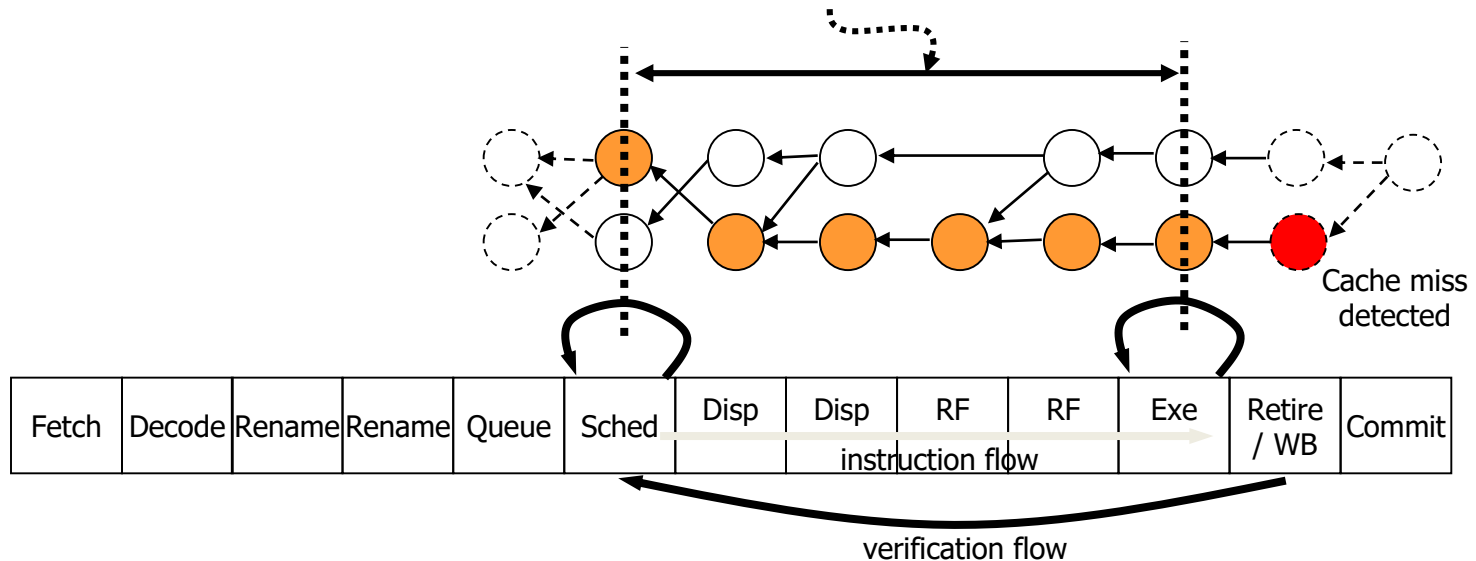 Cache miss
detected
Fetch
Decode
Rename
Rename
Queue
Sched
Disp
Disp
RF
RF
Exe
Retire
/ WB
Commit
instruction flow
verification flow